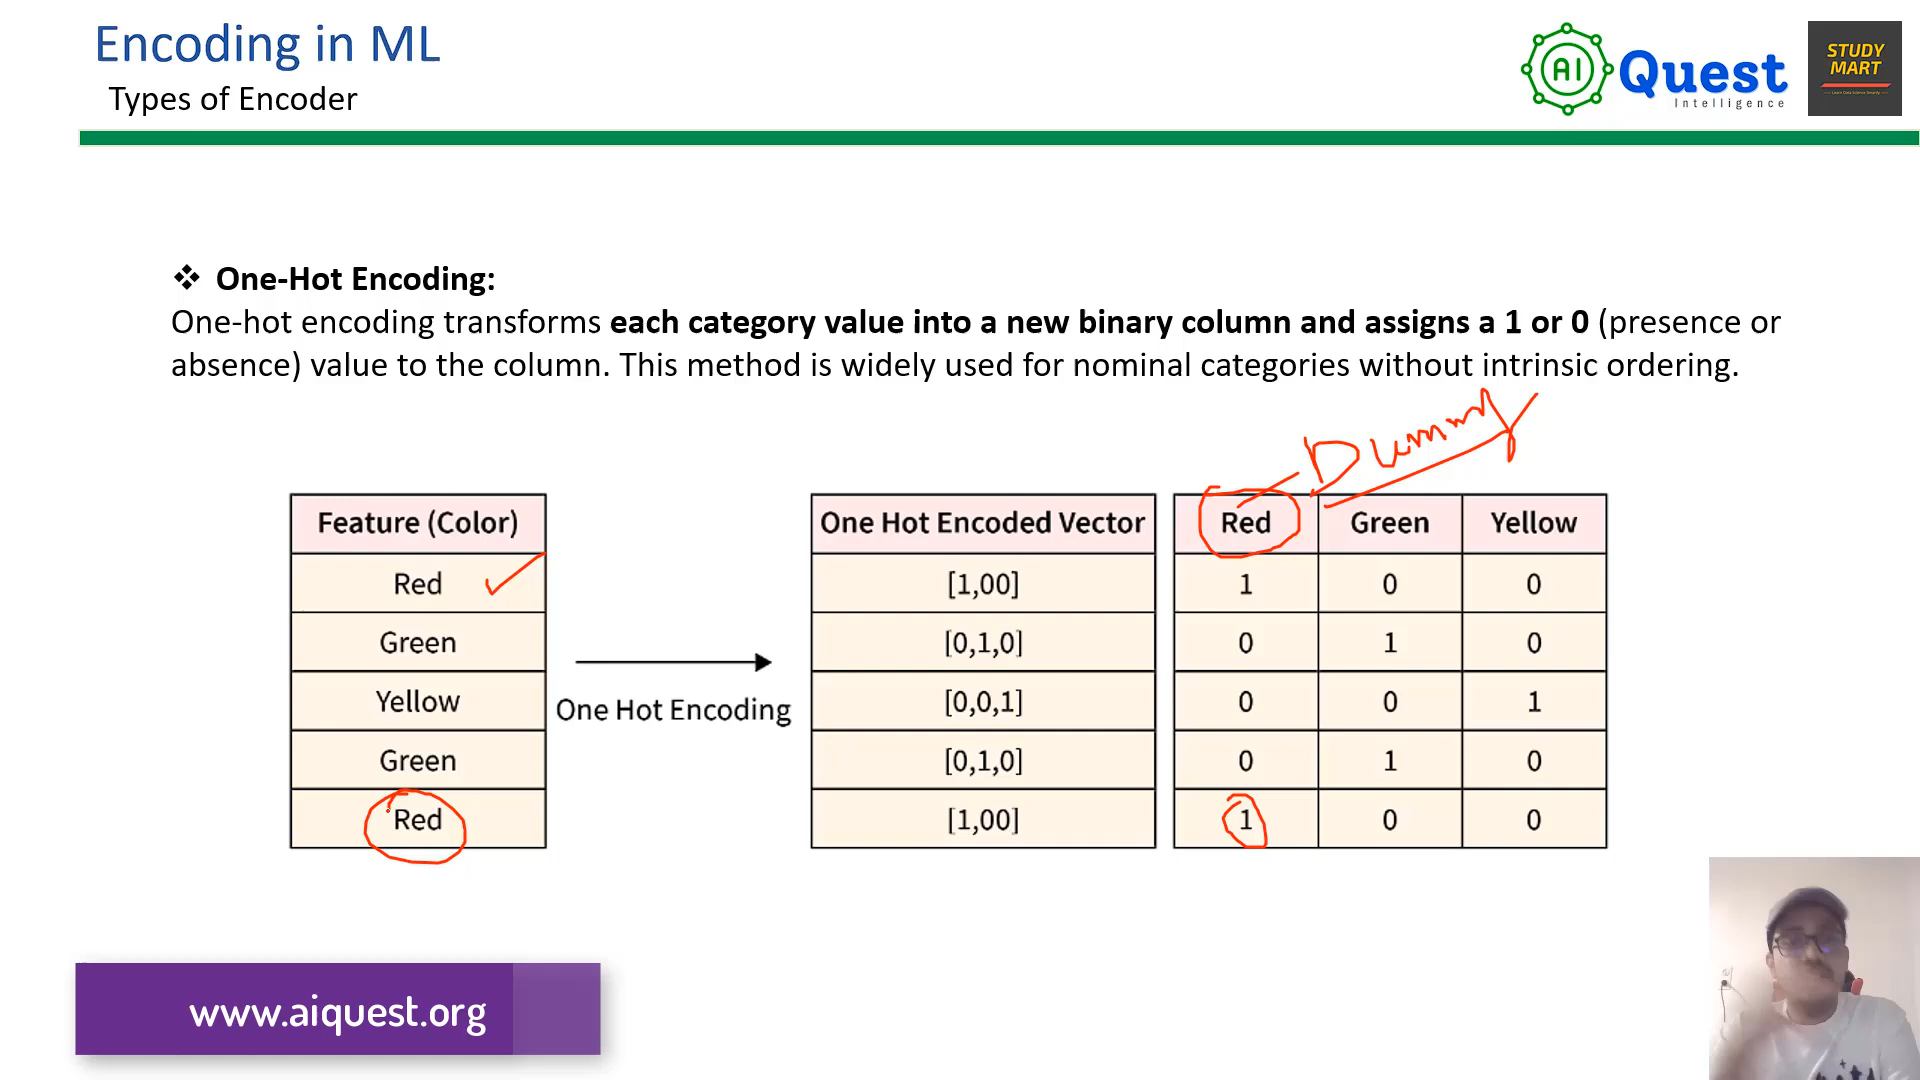 Encoding in ML
Types of Encoder
AI Quest
Intelligence
STUDY
MART
❖ One-Hot Encoding:
One-hot encoding transforms each category value into a new binary column and assigns a 1 or 0 (presence or
absence) value to the column. This method is widely used for nominal categories without intrinsic ordering.
Dummy
Feature (Color)
Red
Green
Yellow
Green
Red
One Hot Encoding
One Hot Encoded Vector
[1,00]
[0,1,0]
[0,0,1]
[0,1,0]
[1,00]
Red Green Yellow
1 0 0
0 1 0
0 0 1
0 1 0
1 0 0
www.aiquest.org